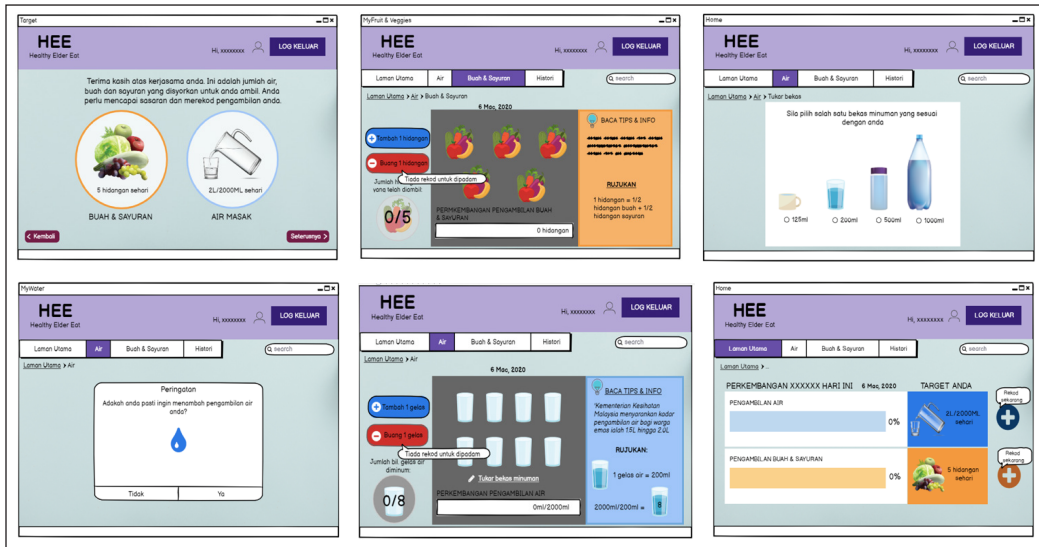 Target
HEE
Healthy Elder Eat
Hi, xxxxxxxx
LOG KELUAR
Terima kasih atas kerjasama anda. Ini adalah jumlah air,
buah dan sayuran yang disyorkan untuk anda ambil. Anda
perlu mencapai sasaran dan merekod pengambilan anda.
5 hidangan sehari
2L/2000ML sehari
BUAH & SAYURAN
AIR MASAK
< Kembali
Seterusnya >
MyFruit & Veggies
HEE
Healthy Elder Eat
Hi, xxxxxxxx
LOG KELUAR
Laman Utama
Air
Buah & Sayuran
Histori
search
Laman Utama > Air > Buah & Sayuran
6 Mac, 2020
Tambah 1 hidangan
Buang 1 hidangan
Tiada rekod untuk dipadam
Jumlah
yang telah diambil
0/5
PERMKEMBANGAN PENGAMBILAN BUAH
& SAYURAN
0 hidangan
BACA TIPS & INFO
RUJUKAN
1 hidangan = 1/2
hidangan buah + 1/2
hidangan sayuran
Home
HEE
Healthy Elder Eat
Hi, xxxxxxxx
LOG KELUAR
Laman Utama
Air
Buah & Sayuran
Histori
search
Laman Utama > Air > Tukar bekas
Sila pilih salah satu bekas minuman yang sesuai
dengan anda
125ml
200ml
500ml
1000ml
MyWater
HEE
Healthy Elder Eat
Hi, xxxxxxxx
LOG KELUAR
Laman Utama
Air
Buah & Sayuran
Histori
search
Laman Utama > Air
Peringatan
Adakah anda pasti ingin menambah pengambilan air
anda?
Tidak
Ya
HEE
Healthy Elder Eat
Hi, xxxxxxxx
LOG KELUAR
Laman Utama
Air
Buah & Sayuran
Histori
search
Laman Utama > Air
6 Mac, 2020
Tambah 1 gelas
Buang 1 gelas
Tiada rekod untuk dipadam
Jumlah bil. gelas air
diminum:
0/8
Tukar bekas minuman
PERKEMBANGAN PENGAMBILAN AIR
0ml/2000ml
BACA TIPS & INFO
"Kementerian Kesihatan
Malaysia menyarankan kadar
pengambilan air bagi warga
emas ialah 1.5L hingga 2.0L
RUJUKAN:
1 gelas air = 200ml
2000ml/200ml =
8
Home
HEE
Healthy Elder Eat
Hi, xxxxxxxx
LOG KELUAR
Laman Utama
Air
Buah & Sayuran
Histori
search
Laman Utama > ..
PERKEMBANGAN XXXXXX HARI INI
6 Mac, 2020
TARGET ANDA
Rekod
sekarang
PENGAMBILAN AIR
0%
2L/2000ML
sehari
PENGAMBILAN BUAH & SAYURAN
0%
5 hidangan
sehari
Rekod
sekarang